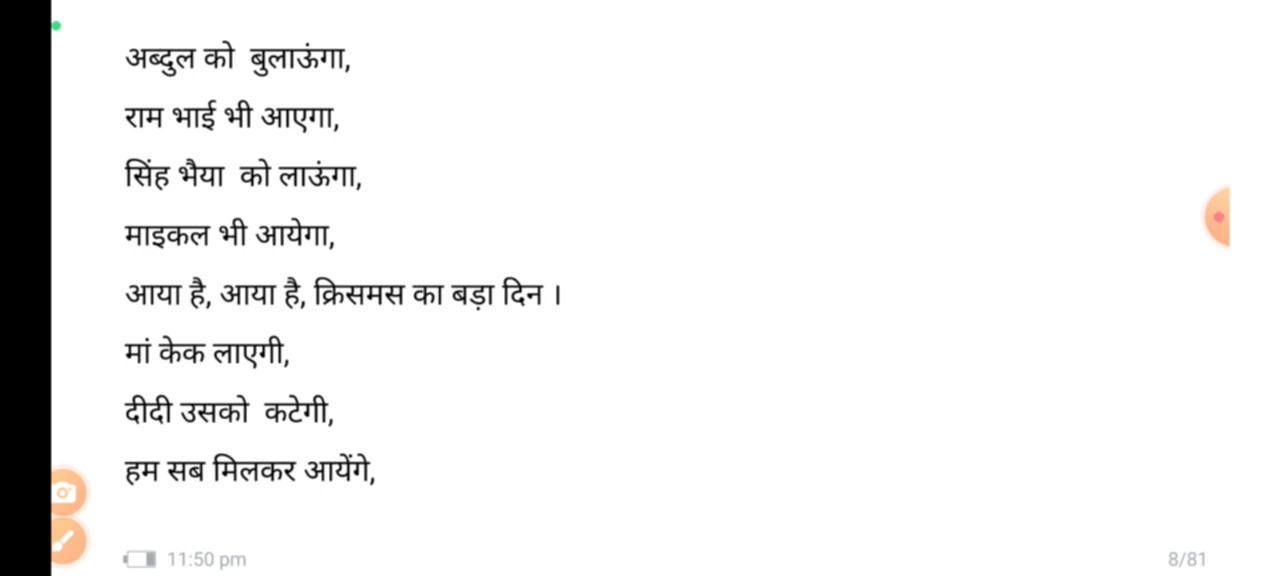 अब्दुल को बुलाऊंगा,
राम भाई भी आएगा,
सिंह भैया को लाऊंगा,
माइकल भी आयेगा,
आया है, आया है, क्रिसमस का बड़ा दिन ।
मां केक लाएगी,
दीदी उसको कटेगी,
हम सब मिलकर आयेंगे,
11:50 pm 8/81